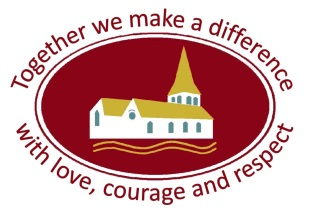 Together we make a difference
with love, courage and respect